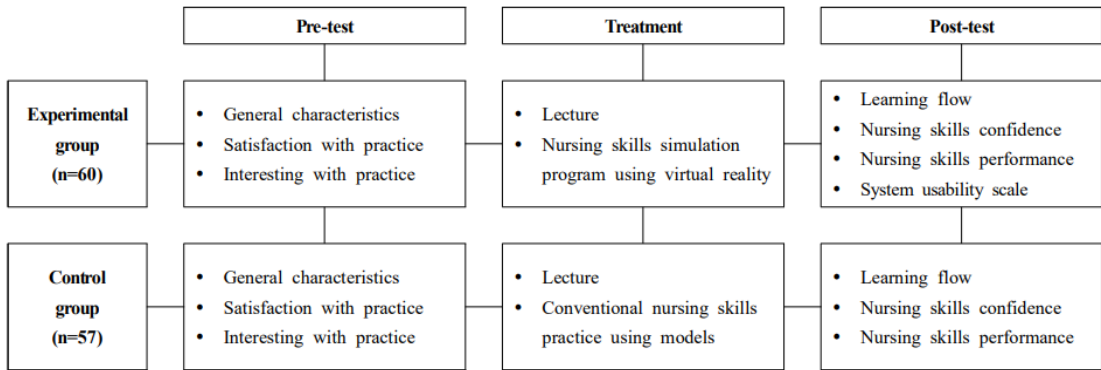 Pre-test
Treatment
Post-test
Experimental
group
(n=60)
• General characteristics
• Satisfaction with practice
• Interesting with practice
• Lecture
• Nursing skills simulation
program using virtual reality
• Learning flow
• Nursing skills confidence
• Nursing skills performance
• System usability scale
Control
group
(n=57)
• General characteristics
• Satisfaction with practice
• Interesting with practice
• Lecture
• Conventional nursing skills
practice using models
• Learning flow
• Nursing skills confidence
• Nursing skills performance